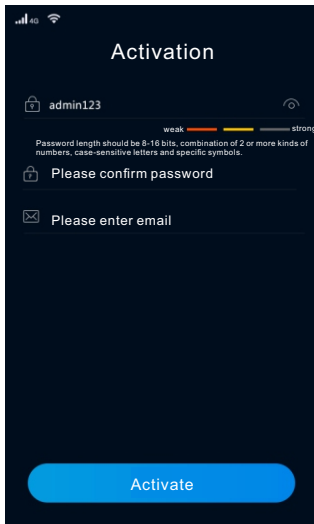 4G
Activation
admin123
weak strong
Password length should be 8-16 bits, combination of 2 or more kinds of
numbers, case-sensitive letters and specific symbols.
Please confirm password
Please enter email
Activate